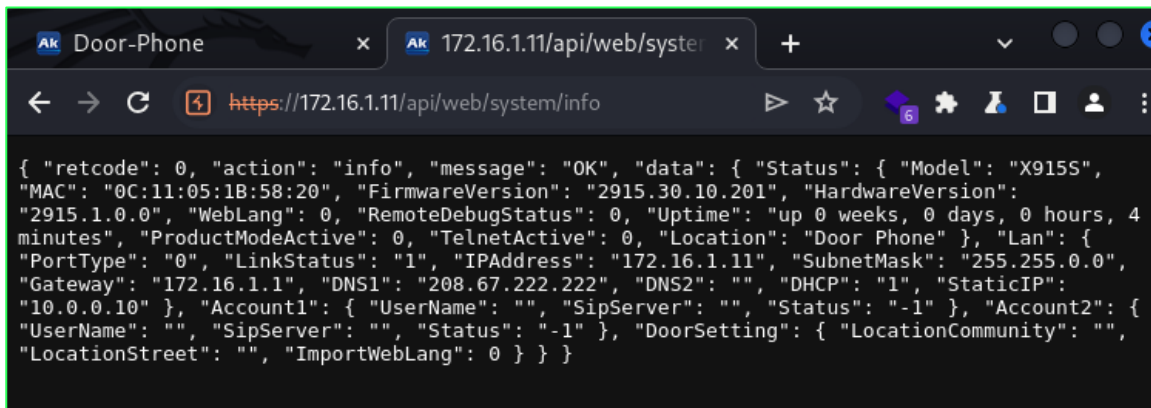 Ak Door-Phone
Ak 172.16.1.11/api/web/syste
https://172.16.1.11/api/web/system/info
6
{ "retcode": 0, "action": "info", "message": "OK", "data": { "Status": { "Model": "X915S",
"MAC": "0C:11:05:1B:58:20", "FirmwareVersion": "2915.30.10.201", "HardwareVersion":
"2915.1.0.0", "WebLang": 0, "RemoteDebugStatus": 0, "Uptime": "up 0 weeks, 0 days, 0 hours, 4
minutes", "ProductModeActive": 0, "TelnetActive": 0, "Location": "Door Phone" }, "Lan": {
"PortType": "0", "LinkStatus": "1", "IPAddress": "172.16.1.11", "SubnetMask": "255.255.0.0",
"Gateway": "172.16.1.1", "DNS1": "208.67.222.222", "DNS2": "", "DHCP": "1", "StaticIP":
"10.0.0.10" }, "Account1": { "UserName": "", "SipServer": "", "Status": "-1" }, "Account2": {
"UserName": "", "SipServer": "", "Status": "-1" }, "DoorSetting": { "LocationCommunity": "",
"LocationStreet": "", "ImportWebLang": 0 } } }